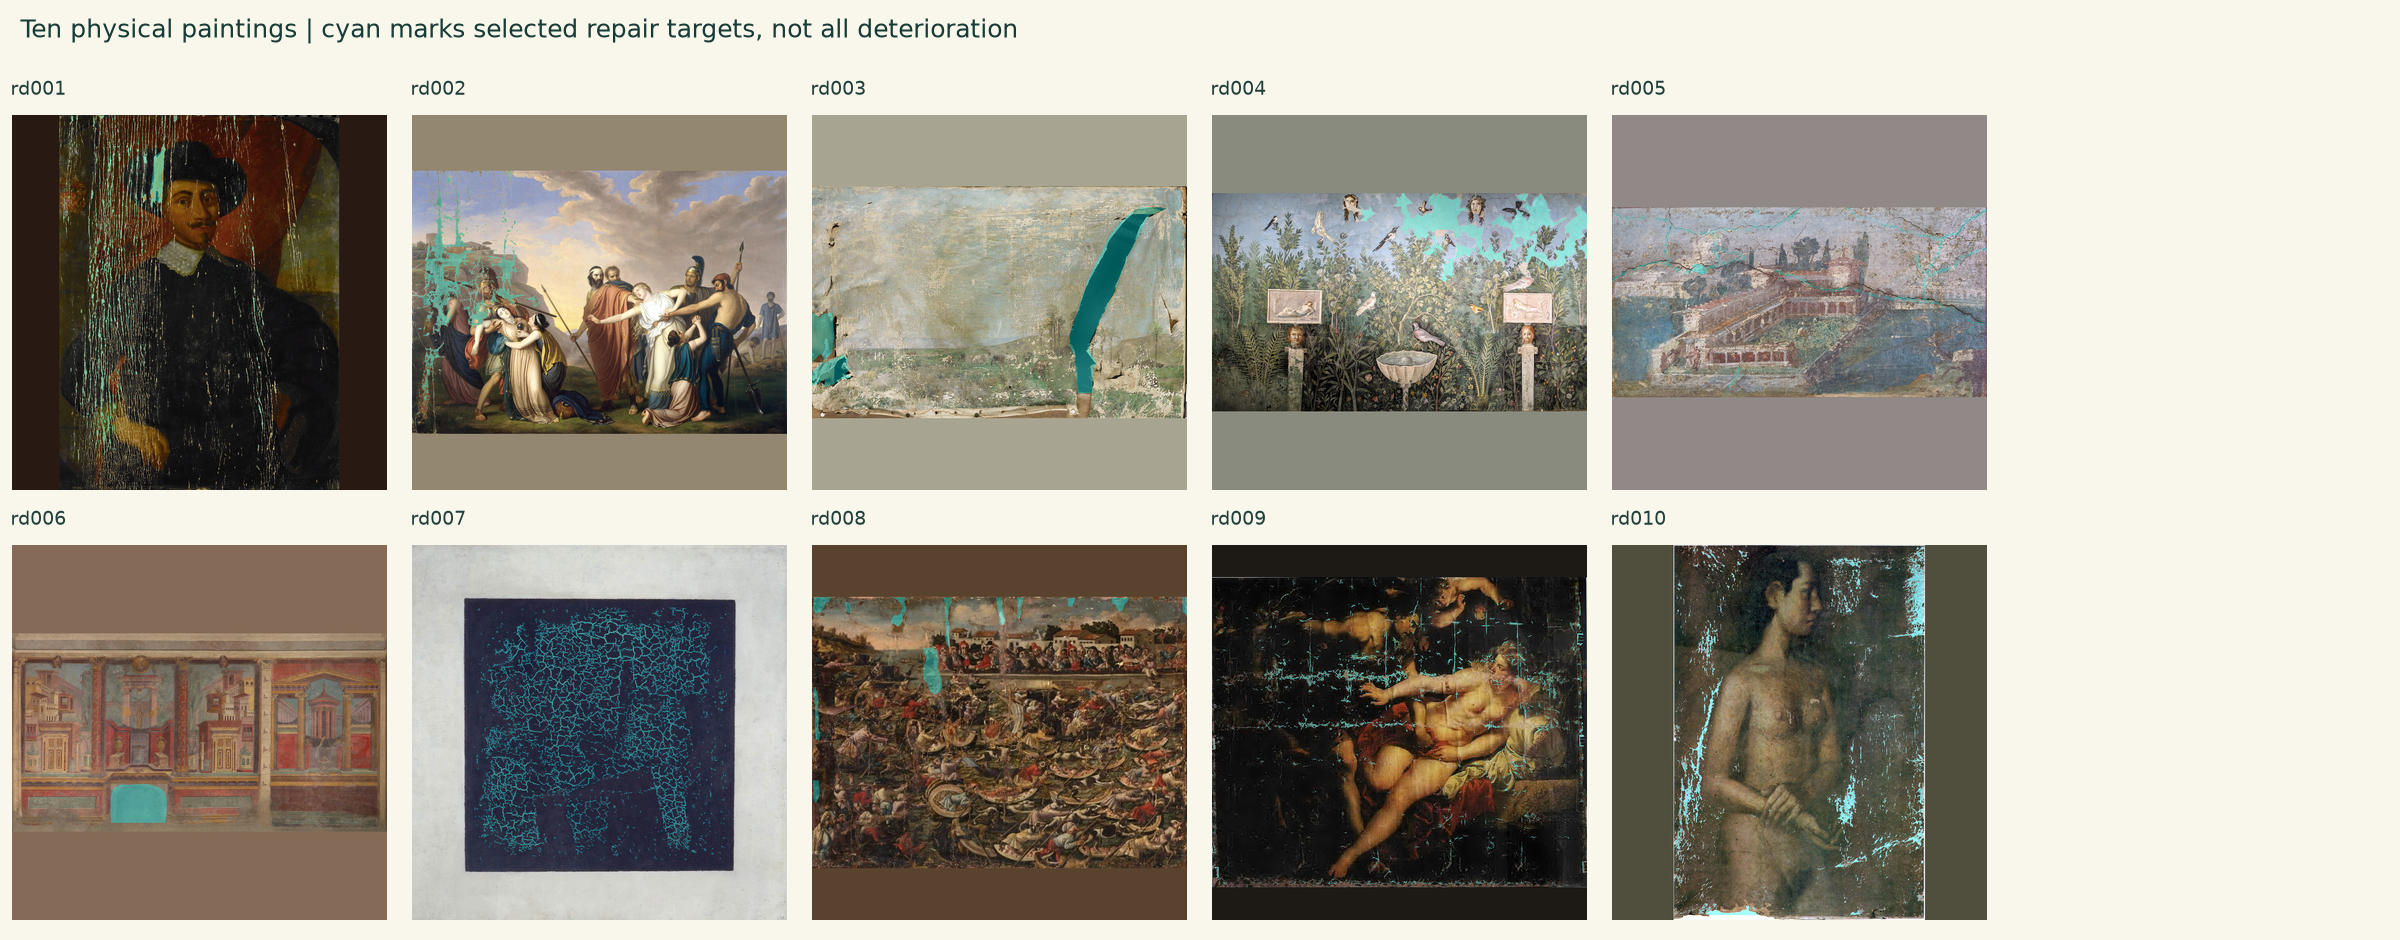 Ten physical paintings | cyan marks selected repair targets, not all deterioration
rd001 rd002 rd003 rd004 rd005
rd006 rd007 rd008 rd009 rd010